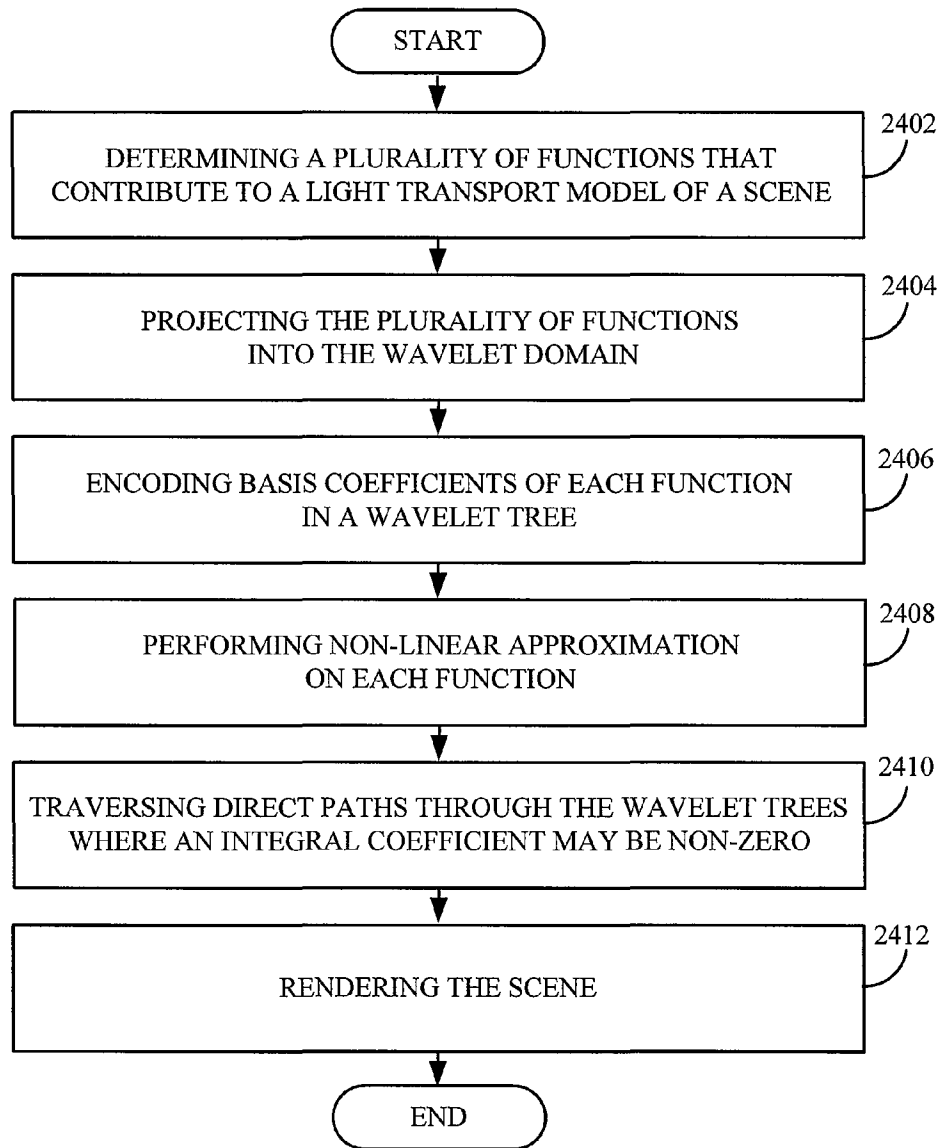 START
2402
DETERMINING A PLURALITY OF FUNCTIONS THAT
CONTRIBUTE TO A LIGHT TRANSPORT MODEL OF A SCENE
2404
PROJECTING THE PLURALITY OF FUNCTIONS
INTO THE WAVELET DOMAIN
2406
ENCODING BASIS COEFFICIENTS OF EACH FUNCTION
IN A WAVELET TREE
2408
PERFORMING NON-LINEAR APPROXIMATION
ON EACH FUNCTION
2410
TRAVERSING DIRECT PATHS THROUGH THE WAVELET TREES
WHERE AN INTEGRAL COEFFICIENT MAY BE NON-ZERO
2412
RENDERING THE SCENE
END